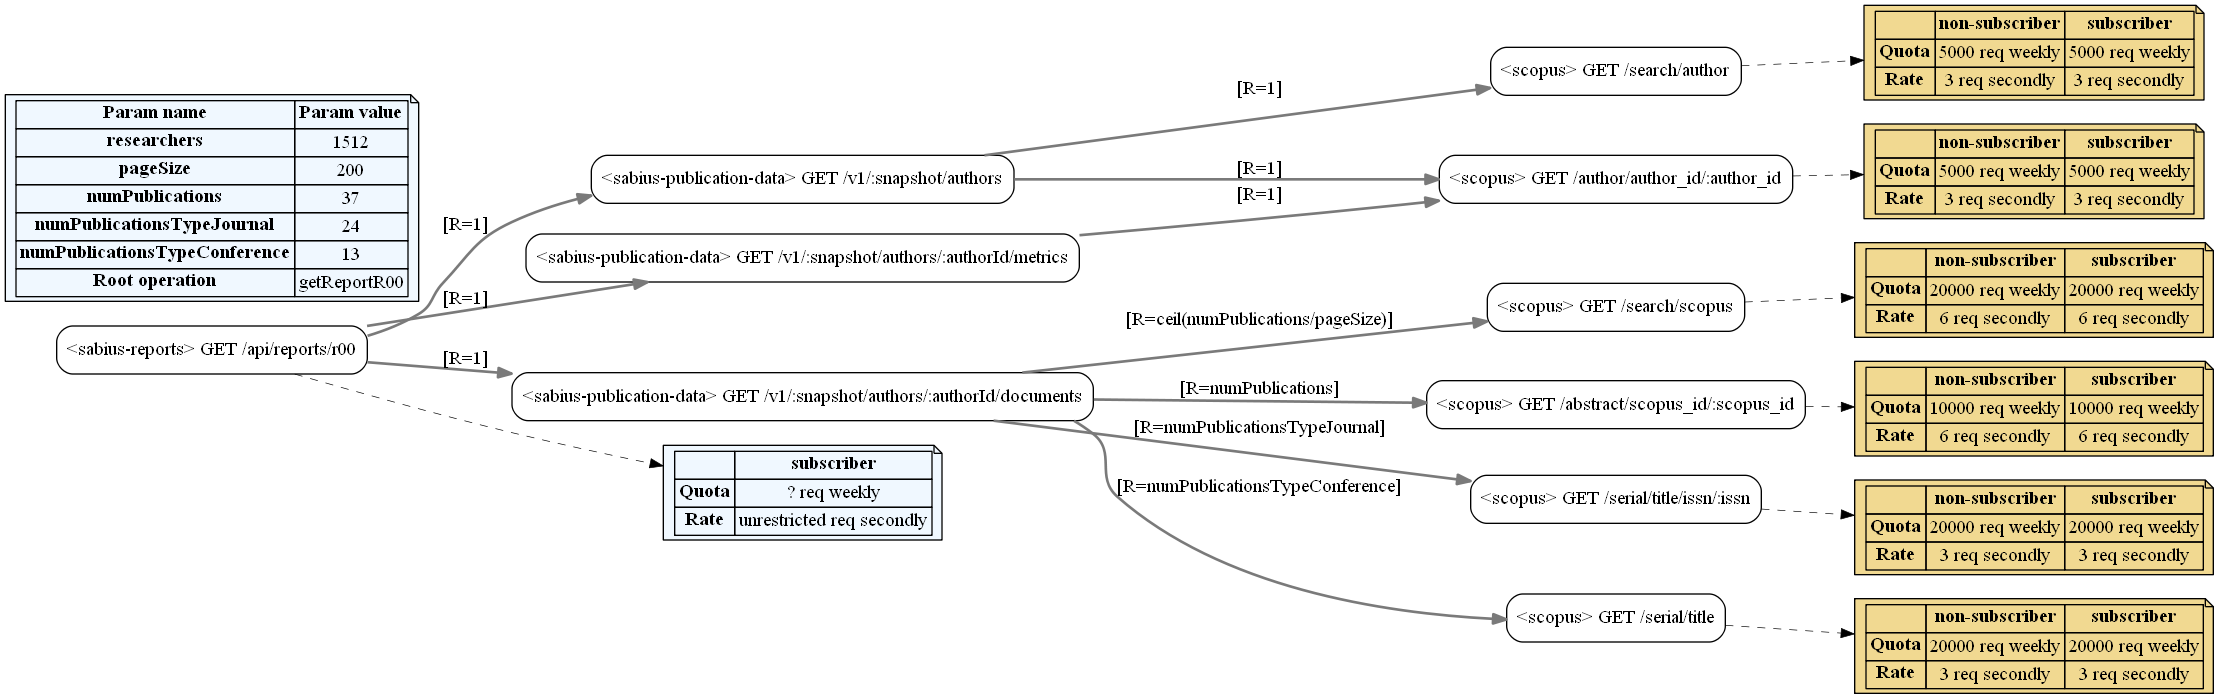 Param name Param value
researchers 1512
pageSize 200
numPublications 37
numPublicationsTypeJournal 24
numPublicationsTypeConference 13
Root operation getReportR00
<sabius-reports> GET /api/reports/r00
[R=1]
[R=1]
[R=1]
<sabius-publication-data> GET /v1/:snapshot/authors
<sabius-publication-data> GET /v1/:snapshot/authors/:authorId/metrics
<sabius-publication-data> GET /v1/:snapshot/authors/:authorId/documents
subscriber
Quota ? req weekly
Rate unrestricted req secondly
[R=1]
[R=1]
[R=1]
[R=ceil(numPublications/pageSize)]
[R=numPublications]
[R=numPublicationsTypeJournal]
[R=numPublicationsTypeConference]
<scopus> GET /search/author
<scopus> GET /author/author_id/:author_id
<scopus> GET /search/scopus
<scopus> GET /abstract/scopus_id/:scopus_id
<scopus> GET /serial/title/issn/:issn
<scopus> GET /serial/title
non-subscriber subscriber
Quota 5000 req weekly 5000 req weekly
Rate 3 req secondly 3 req secondly
non-subscriber subscriber
Quota 5000 req weekly 5000 req weekly
Rate 3 req secondly 3 req secondly
non-subscriber subscriber
Quota 20000 req weekly 20000 req weekly
Rate 6 req secondly 6 req secondly
non-subscriber subscriber
Quota 10000 req weekly 10000 req weekly
Rate 6 req secondly 6 req secondly
non-subscriber subscriber
Quota 20000 req weekly 20000 req weekly
Rate 3 req secondly 3 req secondly
non-subscriber subscriber
Quota 20000 req weekly 20000 req weekly
Rate 3 req secondly 3 req secondly